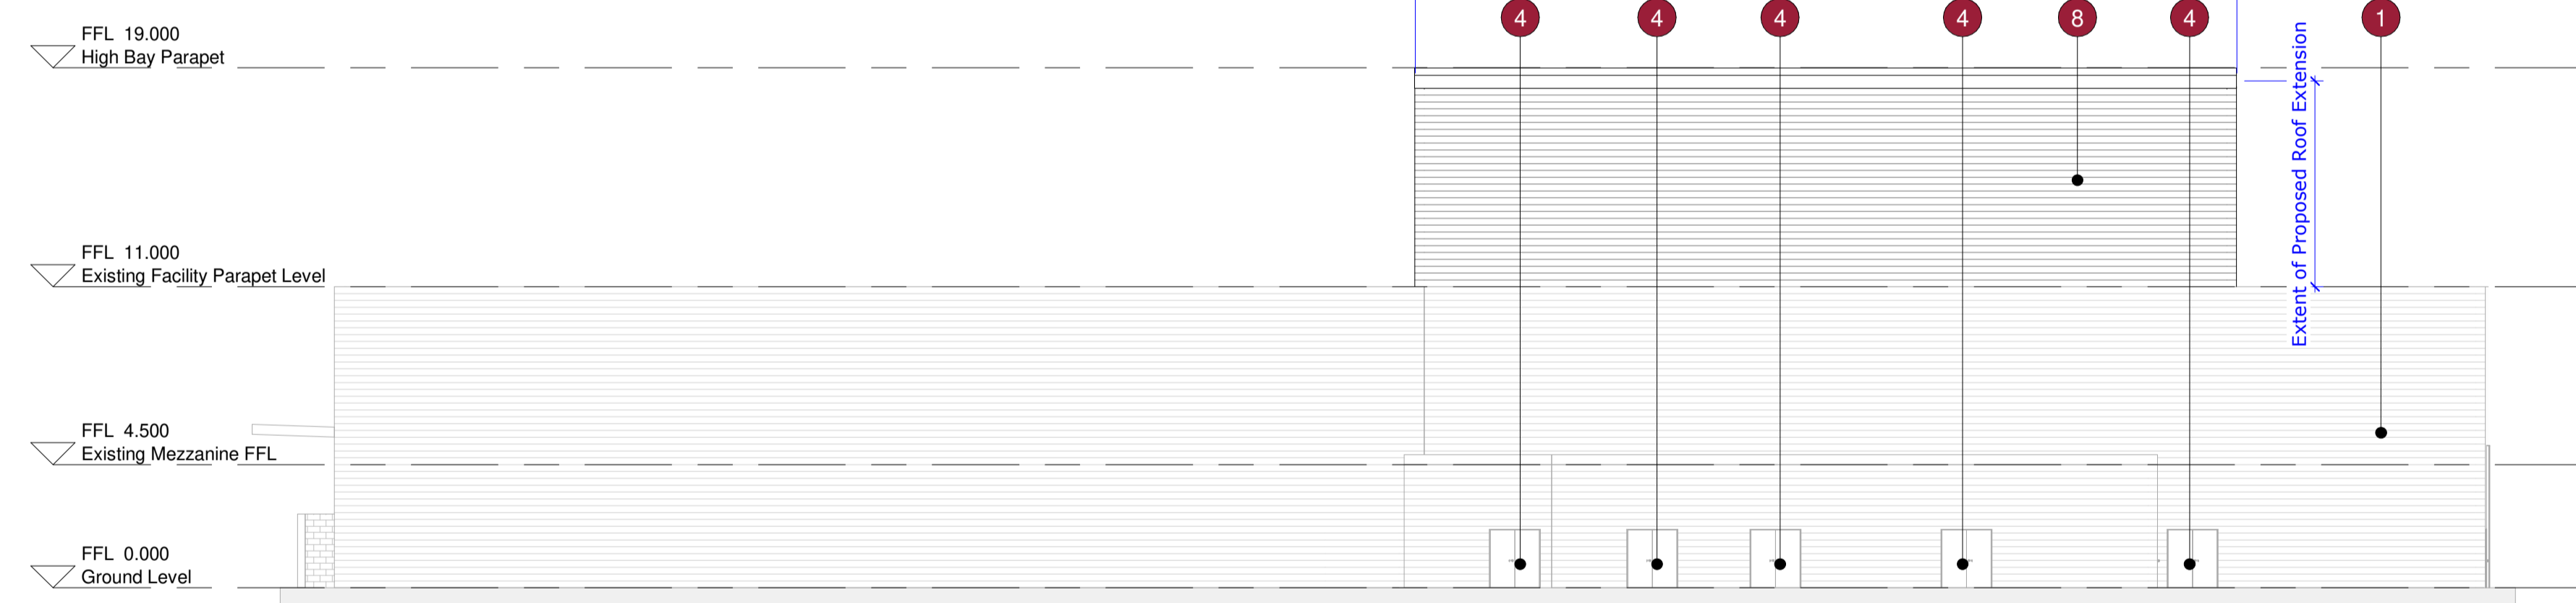 4 4 4 4 8 4 1
FFL 19.000
High Bay Parapet
Extent of Proposed Roof Extension
FFL 11.000
Existing Facility Parapet Level
FFL 4.500
Existing Mezzanine FFL
FFL 0.000
Ground Level